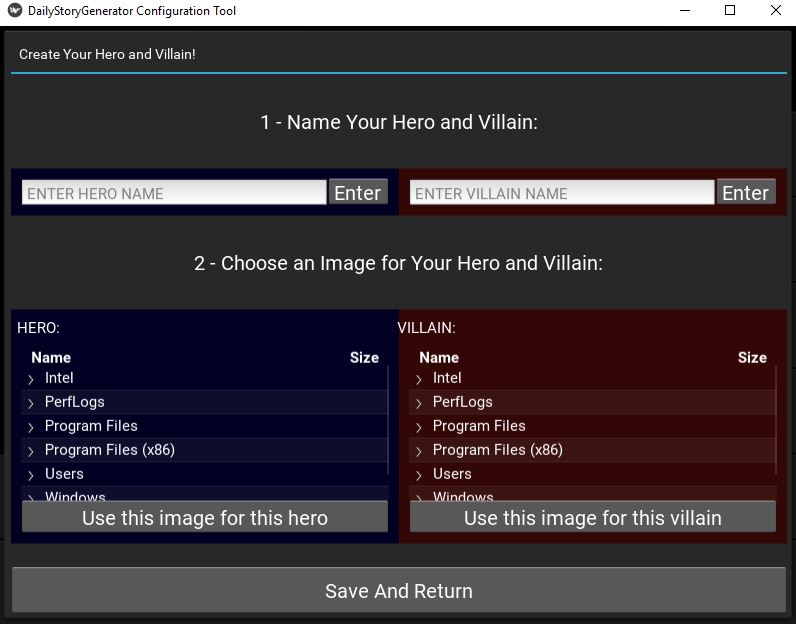 DailyStoryGenerator Configuration Tool
Create Your Hero and Villain!
1 - Name Your Hero and Villain:
ENTER HERO NAME Enter ENTER VILLAIN NAME Enter
2 - Choose an Image for Your Hero and Villain:
HERO: VILLAIN:
Name Size Name Size
Intel Intel
PerfLogs PerfLogs
Program Files Program Files
Program Files (x86) Program Files (x86)
Users Users
Windows Windows
Use this image for this hero Use this image for this villain
Save And Return